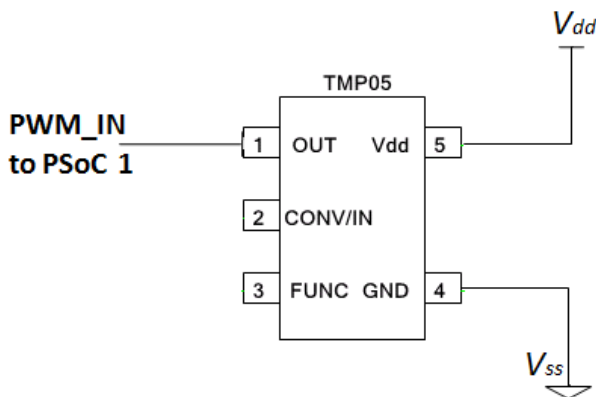 Vdd
TMP05
PWM_IN
to PSoC 1
1 OUT Vdd 5
2 CONV/IN
3 FUNC GND 4
Vss